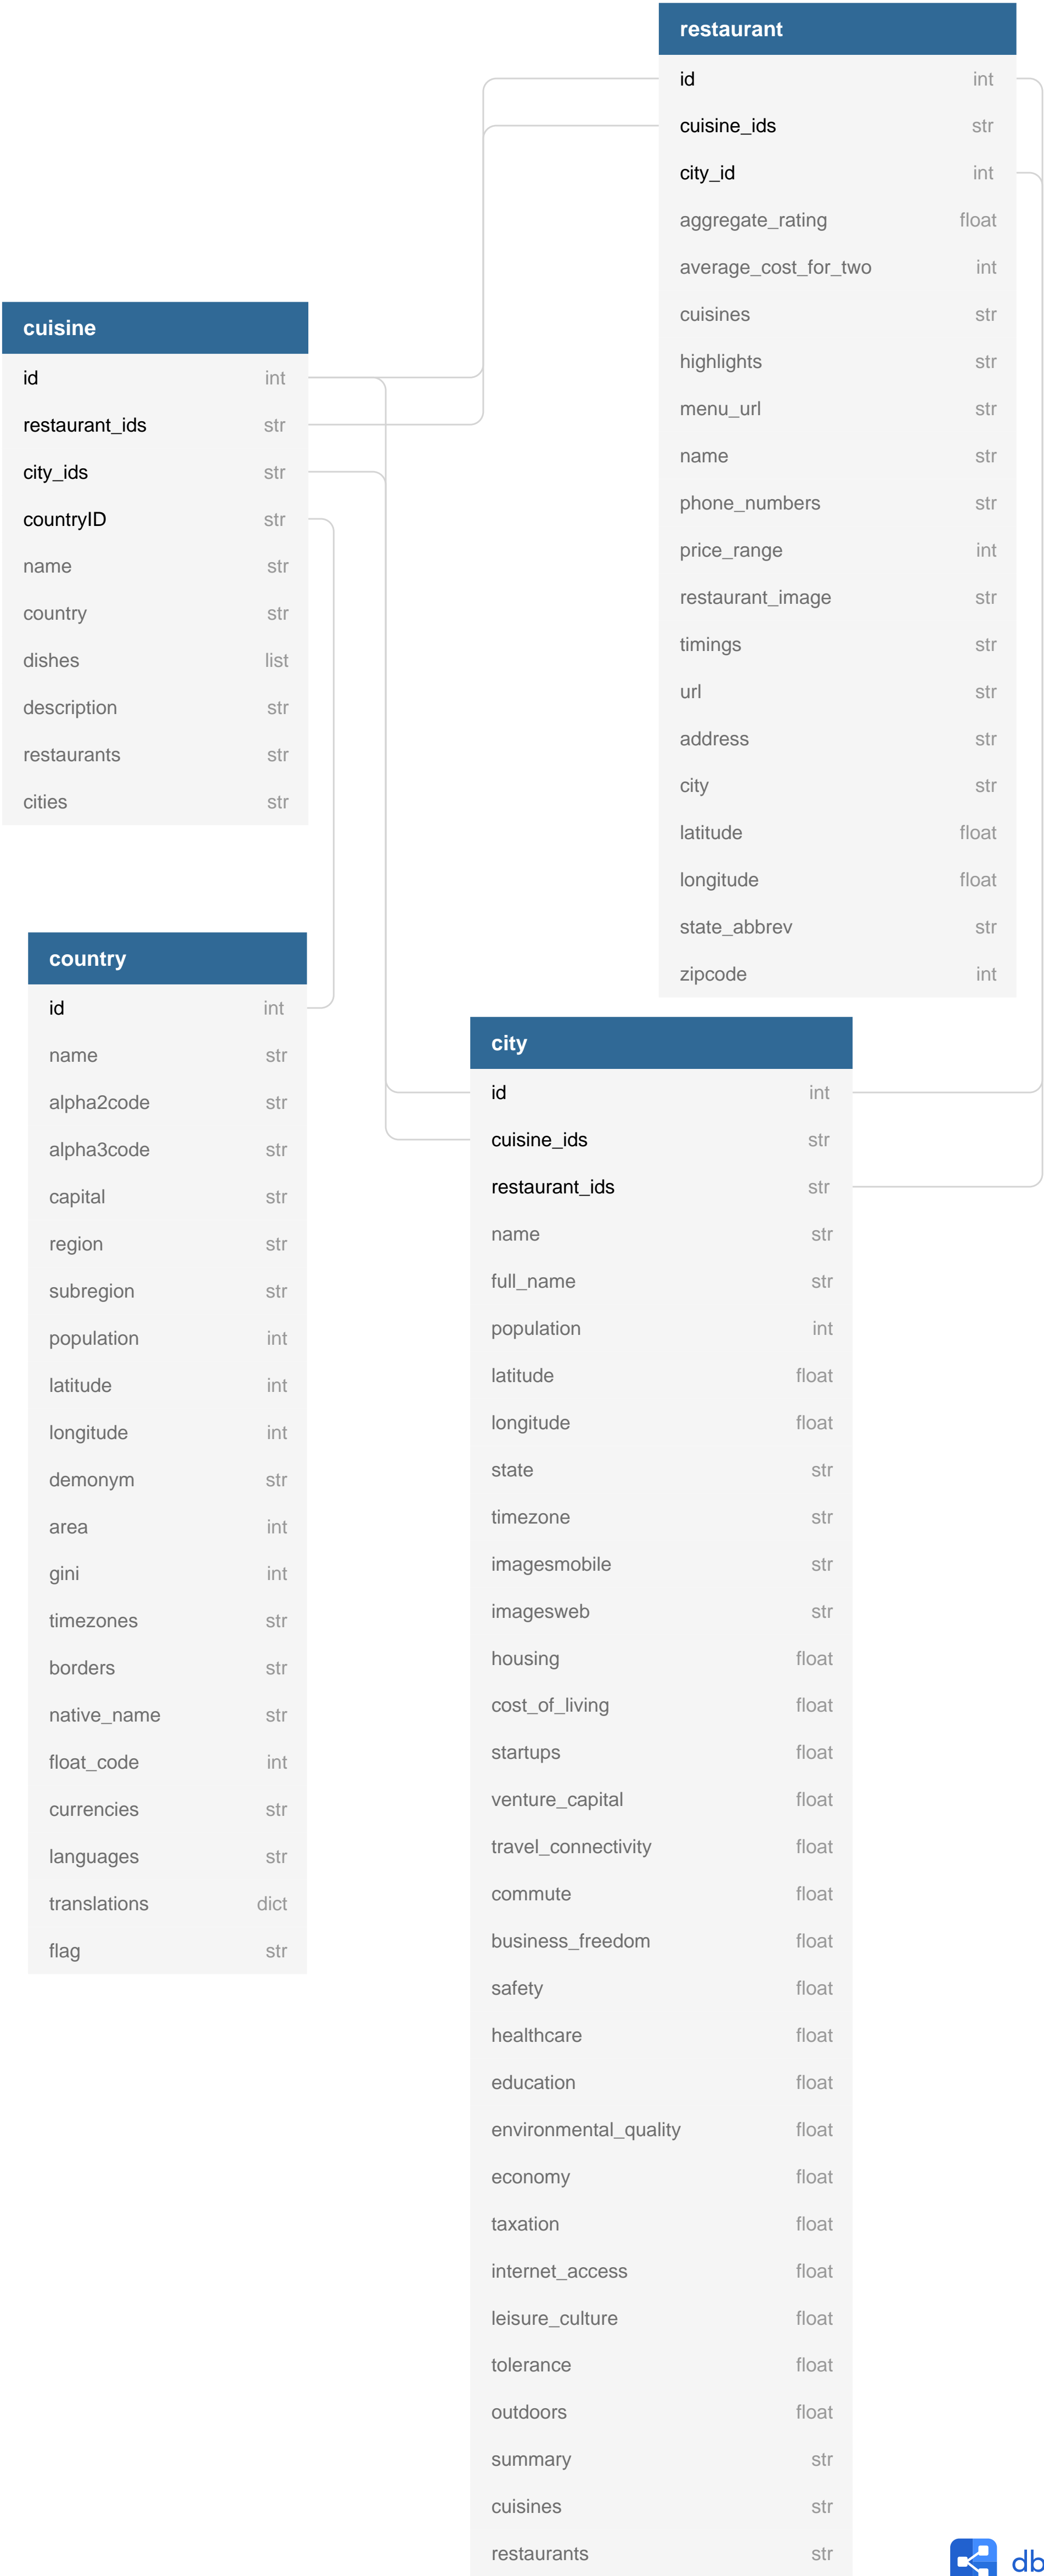 restaurant
id int
cuisine_ids str
city_id int
aggregate_rating float
average_cost_for_two int
cuisines str
highlights str
menu_url str
name str
phone_numbers str
price_range int
restaurant_image str
timings str
url str
address str
city str
latitude float
longitude float
state_abbrev str
zipcode int
cuisine
id int
restaurant_ids str
city_ids str
countryID str
name str
country str
dishes list
description str
restaurants str
cities str
country
id int
name str
alpha2code str
alpha3code str
capital str
region str
subregion str
population int
latitude int
longitude int
demonym str
area int
gini int
timezones str
borders str
native_name str
float_code int
currencies str
languages str
translations dict
flag str
city
id int
cuisine_ids str
restaurant_ids str
name str
full_name str
population int
latitude float
longitude float
state str
timezone str
imagesmobile str
imagesweb str
housing float
cost_of_living float
startups float
venture_capital float
travel_connectivity float
commute float
business_freedom float
safety float
healthcare float
education float
environmental_quality float
economy float
taxation float
internet_access float
leisure_culture float
tolerance float
outdoors float
summary str
cuisines str
restaurants str
db